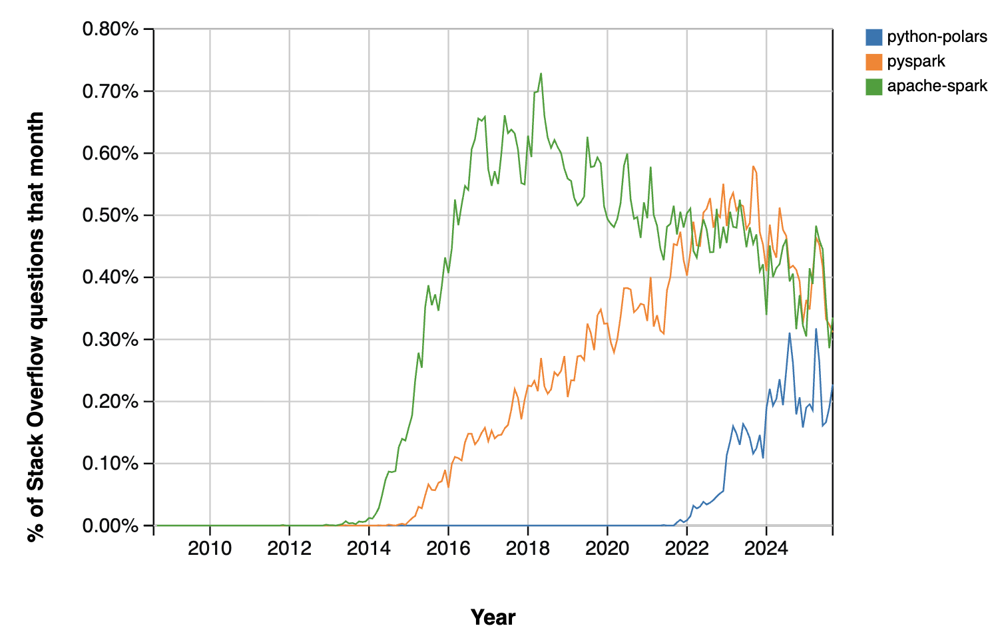 % of Stack Overflow questions that month
0.80%
0.70%
0.60%
0.50%
0.40%
0.30%
0.20%
0.10%
0.00%
2010 2012 2014 2016 2018 2020 2022 2024
Year
python-polars
pyspark
apache-spark